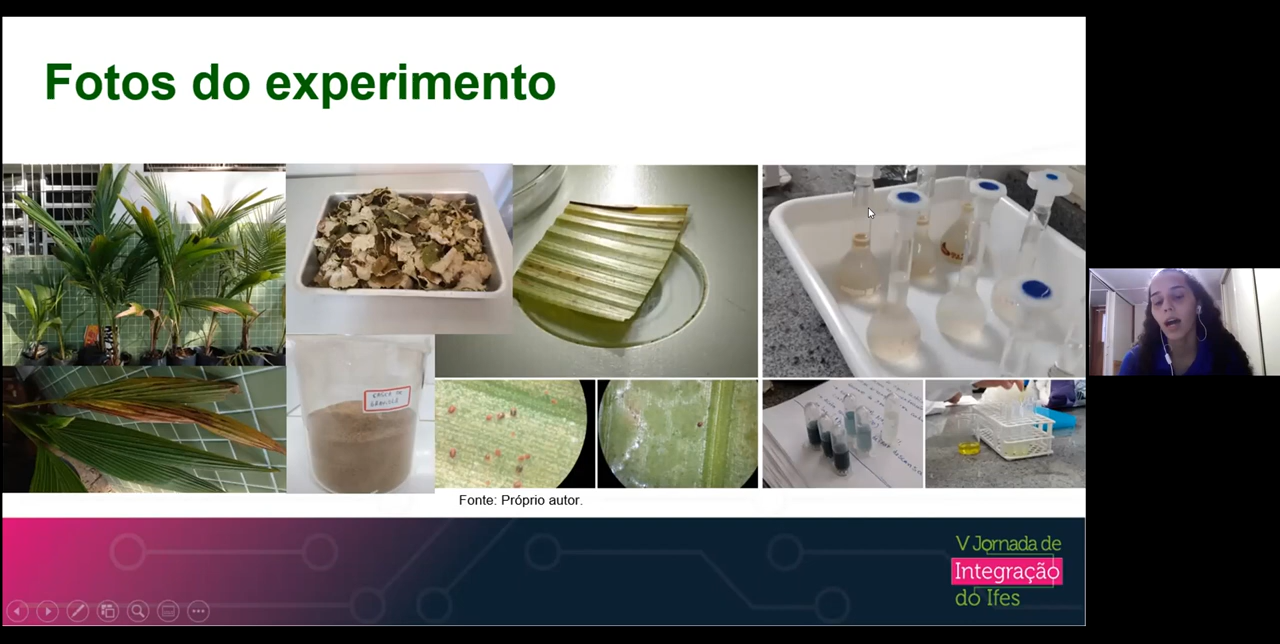 Fotos do experimento
Fonte: Próprio autor.
V Jornada de
Integração
do Ifes